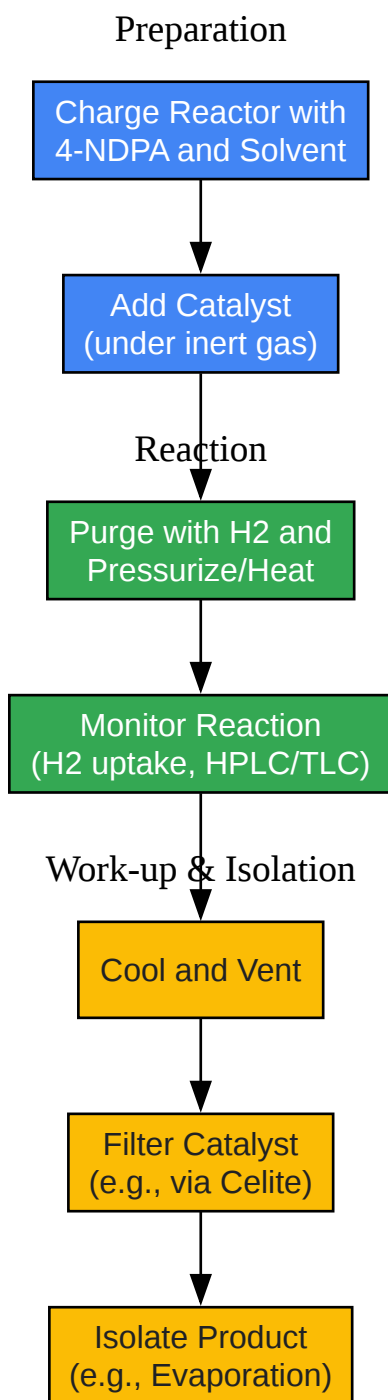 Preparation
Charge Reactor with
4-NDPA and Solvent
Add Catalyst
(under inert gas)
Reaction
Purge with H2 and
Pressurize/Heat
Monitor Reaction
(H2 uptake, HPLC/TLC)
Work-up & Isolation
Cool and Vent
Filter Catalyst
(e.g., via Celite)
Isolate Product
(e.g., Evaporation)